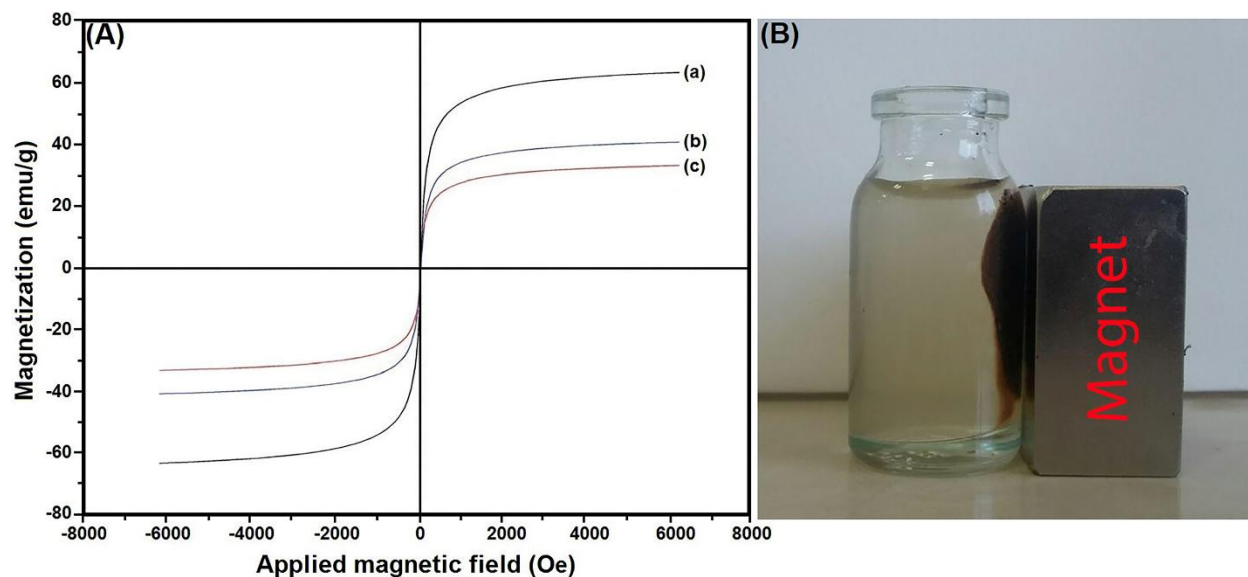 (A)
80
60
40
20
0
-20
-40
-60
-80
Magnetization (emu/g)
(a)
(b)
(c)
-8000 -6000 -4000 -2000 0 2000 4000 6000 8000
Applied magnetic field (Oe)
(B)
Magnet